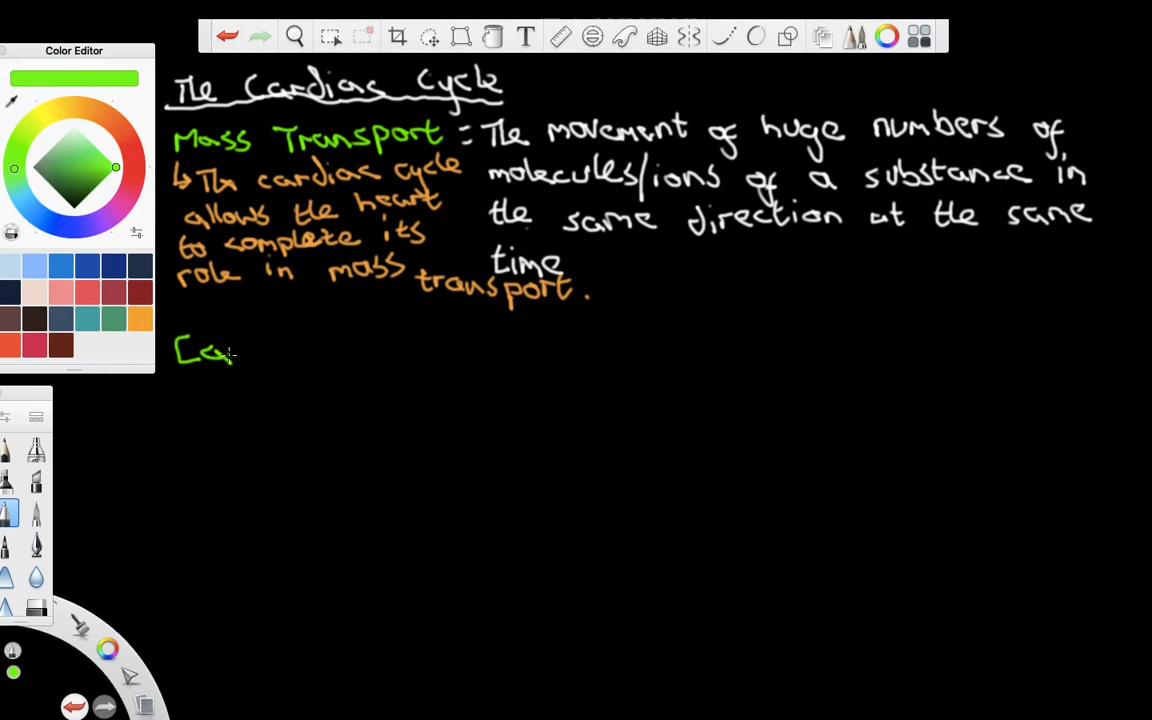 Color Editor
The Cardiac Cycle
Mass Transport = The movement of huge numbers of
molecules/ions of a substance in
the same direction at the same
time
↳ The cardiac cycle
allows the heart
to complete its
role in mass transport.
Ca